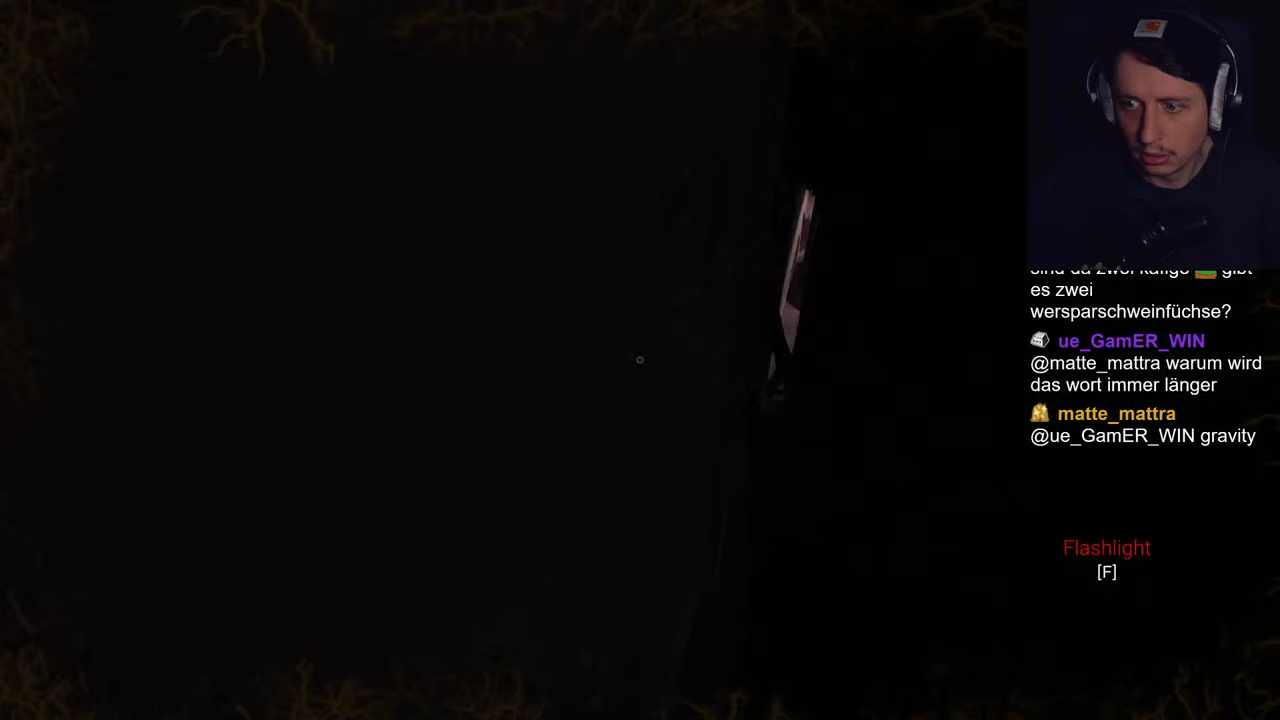 es zwei
wersparschweinfüchse?
ue_GamER_WIN
@matte_mattra warum wird
das wort immer länger
matte_mattra
@ue_GamER_WIN gravity
Flashlight
[F]